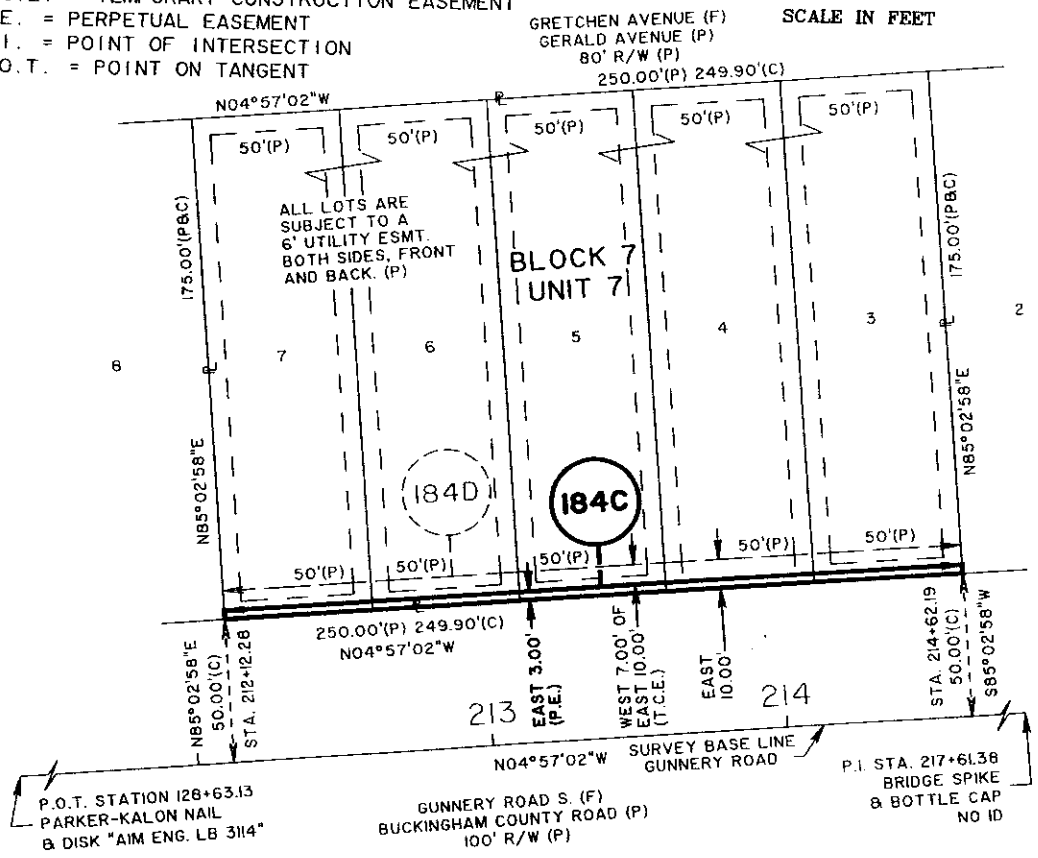 TEMPORARY CONSTRUCTION EASEMENT
E. = PERPETUAL EASEMENT
I. = POINT OF INTERSECTION
O.T. = POINT ON TANGENT
GRETCHEN AVENUE (F)
GERALD AVENUE (P)
80' R/W (P)
SCALE IN FEET
250.00'(P) 249.90'(C)
N04°57'02"W
50'(P)
50'(P)
50'(P)
50'(P)
50'(P)
175.00'(P&C)
175.00'(P&C)
ALL LOTS ARE
SUBJECT TO A
6' UTILITY ESMT.
BOTH SIDES, FRONT
AND BACK. (P)
BLOCK 7
UNIT 7
8
7
6
5
4
3
2
N85°02'58"E
N85°02'58"E
184D
184C
50'(P)
50'(P)
50'(P)
50'(P)
50'(P)
250.00'(P) 249.90'(C)
N04°57'02"W
N85°02'58"E
50.00'(C)
STA. 212+12.28
213
EAST 3.00'
(P.E.)
WEST 7.00' OF
EAST 10.00'
(T.C.E.)
EAST
10.00'
214
STA. 214+62.19
50.00'(C)
S85°02'58"W
N04°57'02"W
SURVEY BASE LINE
GUNNERY ROAD
P.O.T. STATION 128+63.13
PARKER-KALON NAIL
& DISK "AIM ENG. LB 3114"
GUNNERY ROAD S. (F)
BUCKINGHAM COUNTY ROAD (P)
100' R/W (P)
P.I. STA. 217+61.38
BRIDGE SPIKE
& BOTTLE CAP
NO ID